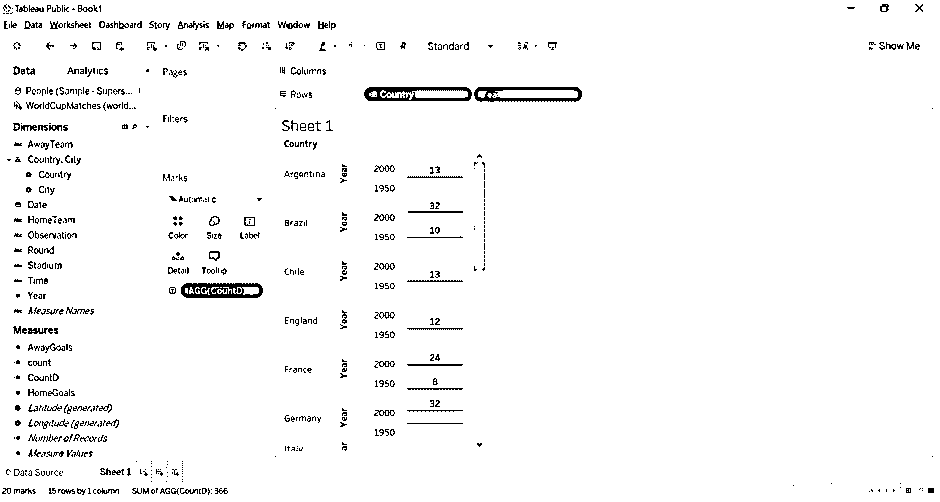 Tableau Public - Book1
File Data Worksheet Dashboard Story Analysis Map Format Window Help
Standard
Show Me
Data Analytics
Pages
Columns
People (Sample - Supers...
Rows Country
WorldCupMatches (world...
Filters
Dimensions
Sheet 1
Country
AwayTeam
Country, City
Country
City
Date
HomeTeam
Observation
Round
Stadium
Time
Year
Measure Names
Measures
AwayGoals
count
CountD
HomeGoals
Latitude (generated)
Longitude (generated)
Number of Records
Measure Values
Marks
Automatic
Color Size Label
Detail Tooltip
AGG(CountD)
Argentina Year 2000 13
1950
32
Brazil Year 2000
1950 10
Chile Year 2000 13
1950
England Year 2000 12
1950
France Year 2000 24
1950 8
Germany Year 2000 32
1950
Italy
Data Source Sheet 1
20 marks 15 rows by 1 column SUM of AGG(CountD): 366